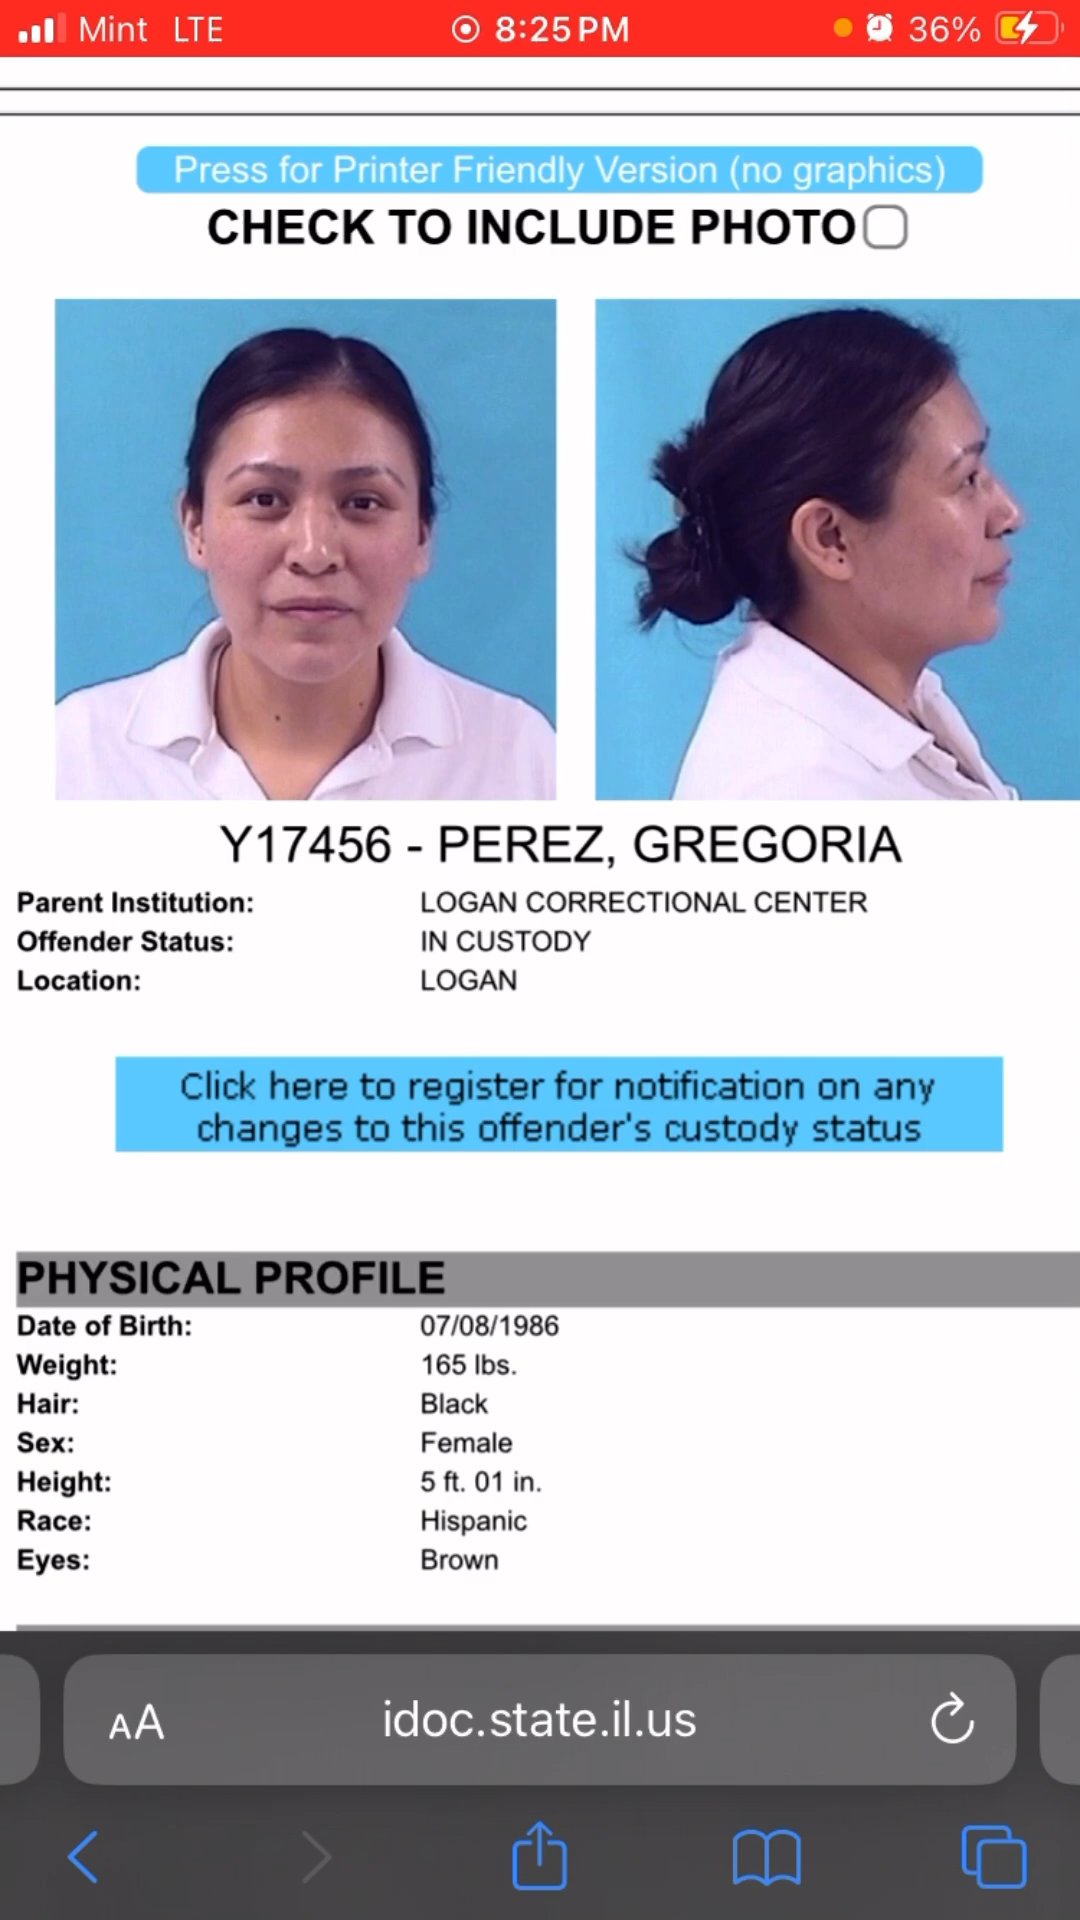 Mint LTE 8:25 PM 36%
Press for Printer Friendly Version (no graphics)
CHECK TO INCLUDE PHOTO
Y17456 - PEREZ, GREGORIA
Parent Institution: LOGAN CORRECTIONAL CENTER
Offender Status: IN CUSTODY
Location: LOGAN
Click here to register for notification on any
changes to this offender's custody status
PHYSICAL PROFILE
Date of Birth: 07/08/1986
Weight: 165 lbs.
Hair: Black
Sex: Female
Height: 5 ft. 01 in.
Race: Hispanic
Eyes: Brown
AA idoc.state.il.us